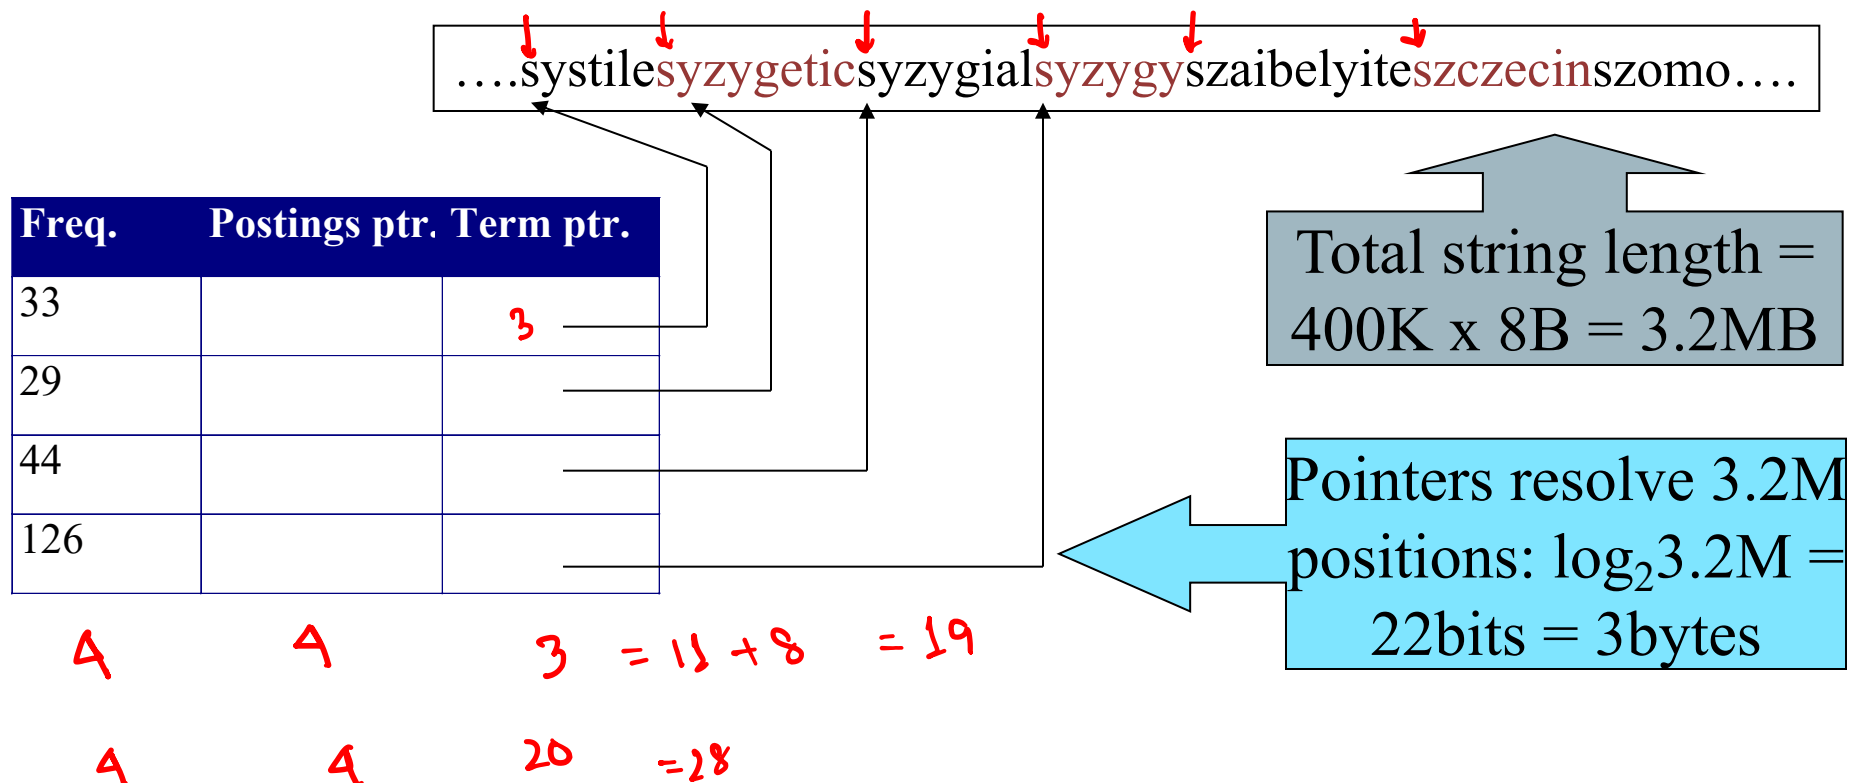 ….systilesyzygeticsyzygialsyzygyszaibelyiteszczecinszomo….
Freq. Postings ptr. Term ptr.
33 3
29
44
126
Total string length =
400K x 8B = 3.2MB
Pointers resolve 3.2M
positions: log₂3.2M =
22bits = 3bytes
4 4 3 = 11 + 8 = 19
4 4 20 = 28